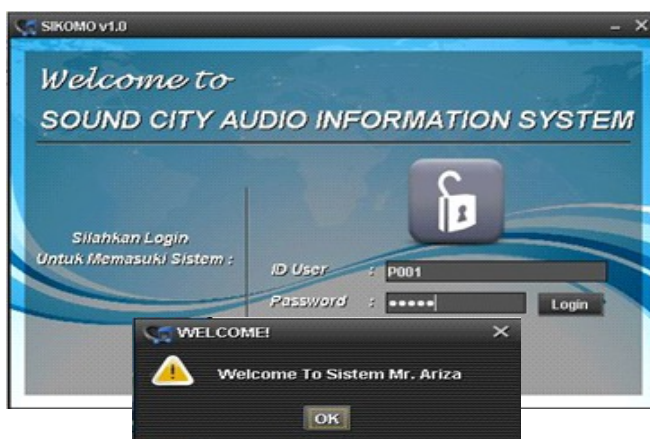 SIKOMO v1.0
Welcome to
SOUND CITY AUDIO INFORMATION SYSTEM
Silahkan Login
Untuk Memasuki Sistem :
ID User : P001
Password : •••••
Login
WELCOME!
Welcome To Sistem Mr. Ariza
OK